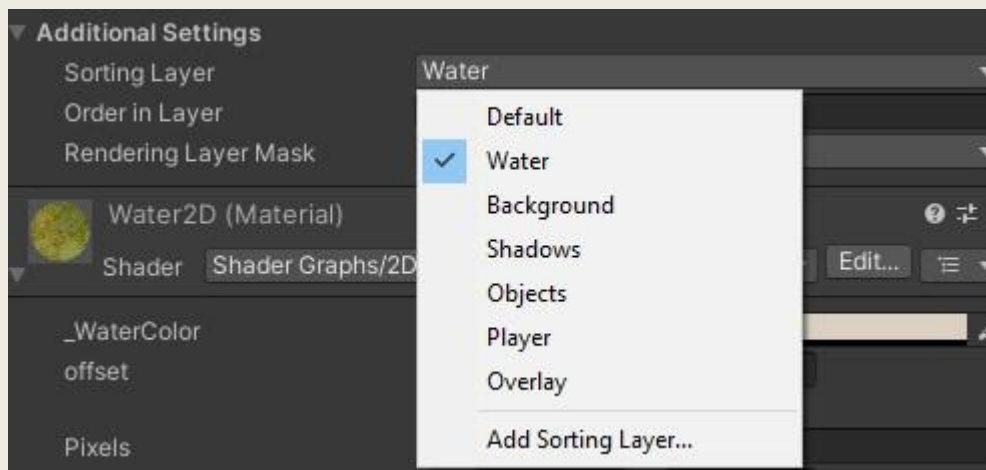 Additional Settings
Sorting Layer Water
Order in Layer
Rendering Layer Mask
Default
Water
Background
Shadows
Objects
Player
Overlay
Add Sorting Layer...
Water2D (Material)
Shader Shader Graphs/2D Edit...
_WaterColor
offset
Pixels